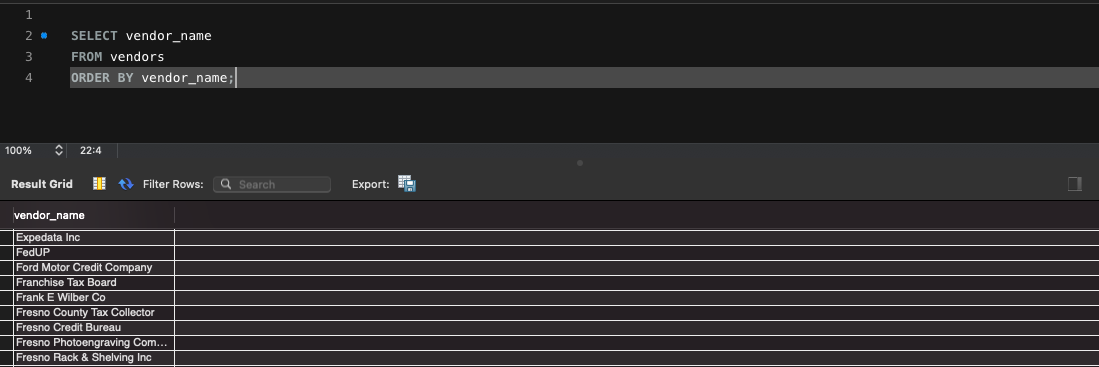 1
2 SELECT vendor_name
3 FROM vendors
4 ORDER BY vendor_name;
100% 22:4
Result Grid Filter Rows: Search Export:
vendor_name
Expedata Inc
FedUP
Ford Motor Credit Company
Franchise Tax Board
Frank E Wilber Co
Fresno County Tax Collector
Fresno Credit Bureau
Fresno Photoengraving Com...
Fresno Rack & Shelving Inc